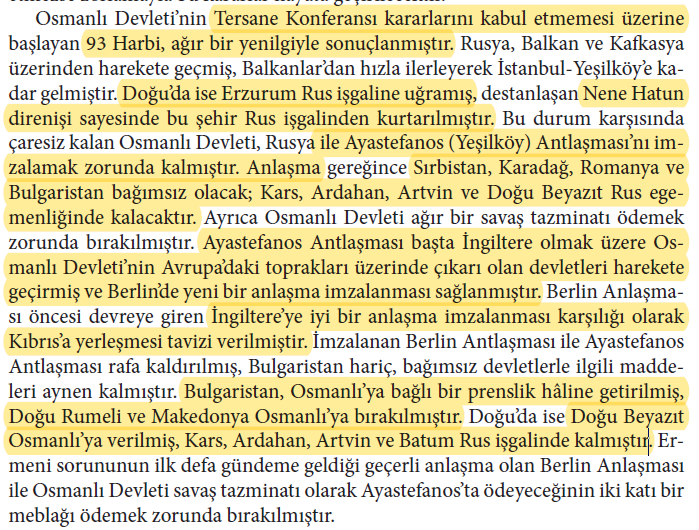 Osmanlı Devleti’nin Tersane Konferansı kararlarını kabul etmemesi üzerine
başlayan 93 Harbi, ağır bir yenilgiyle sonuçlanmıştır. Rusya, Balkan ve Kafkasya
üzerinden harekete geçmiş, Balkanlar’dan hızla ilerleyerek İstanbul-Yeşilköy’e ka-
dar gelmiştir. Doğu’da ise Erzurum Rus işgaline uğramış, destanlaşan Nene Hatun
direnişi sayesinde bu şehir Rus işgalinden kurtarılmıştır. Bu durum karşısında
çaresiz kalan Osmanlı Devleti, Rusya ile Ayastefanos (Yeşilköy) Antlaşması’nı im-
zalamak zorunda kalmıştır. Anlaşma gereğince Sırbistan, Karadağ, Romanya ve
Bulgaristan bağımsız olacak; Kars, Ardahan, Artvin ve Doğu Beyazıt Rus ege-
menliğinde kalacaktır. Ayrıca Osmanlı Devleti ağır bir savaş tazminatı ödemek
zorunda bırakılmıştır. Ayastefanos Antlaşması başta İngiltere olmak üzere Os-
manlı Devleti’nin Avrupa’daki toprakları üzerinde çıkarı olan devletleri harekete
geçirmiş ve Berlin’de yeni bir anlaşma imzalanması sağlanmıştır. Berlin Anlaşma-
sı öncesi devreye giren İngiltere’ye iyi bir anlaşma imzalanması karşılığı olarak
Kıbrıs’a yerleşmesi tavizi verilmiştir. İmzalanan Berlin Antlaşması ile Ayastefanos
Antlaşması rafa kaldırılmış, Bulgaristan hariç, bağımsız devletlerle ilgili madde-
leri aynen kalmıştır. Bulgaristan, Osmanlı’ya bağlı bir prenslik hâline getirilmiş,
Doğu Rumeli ve Makedonya Osmanlı’ya bırakılmıştır. Doğu’da ise Doğu Beyazıt
Osmanlı’ya verilmiş, Kars, Ardahan, Artvin ve Batum Rus işgalinde kalmıştır. Er-
meni sorununun ilk defa gündeme geldiği geçerli anlaşma olan Berlin Anlaşması
ile Osmanlı Devleti savaş tazminatı olarak Ayastefanos’ta ödeyeceğinin iki katı bir
meblağı ödemek zorunda bırakılmıştır.